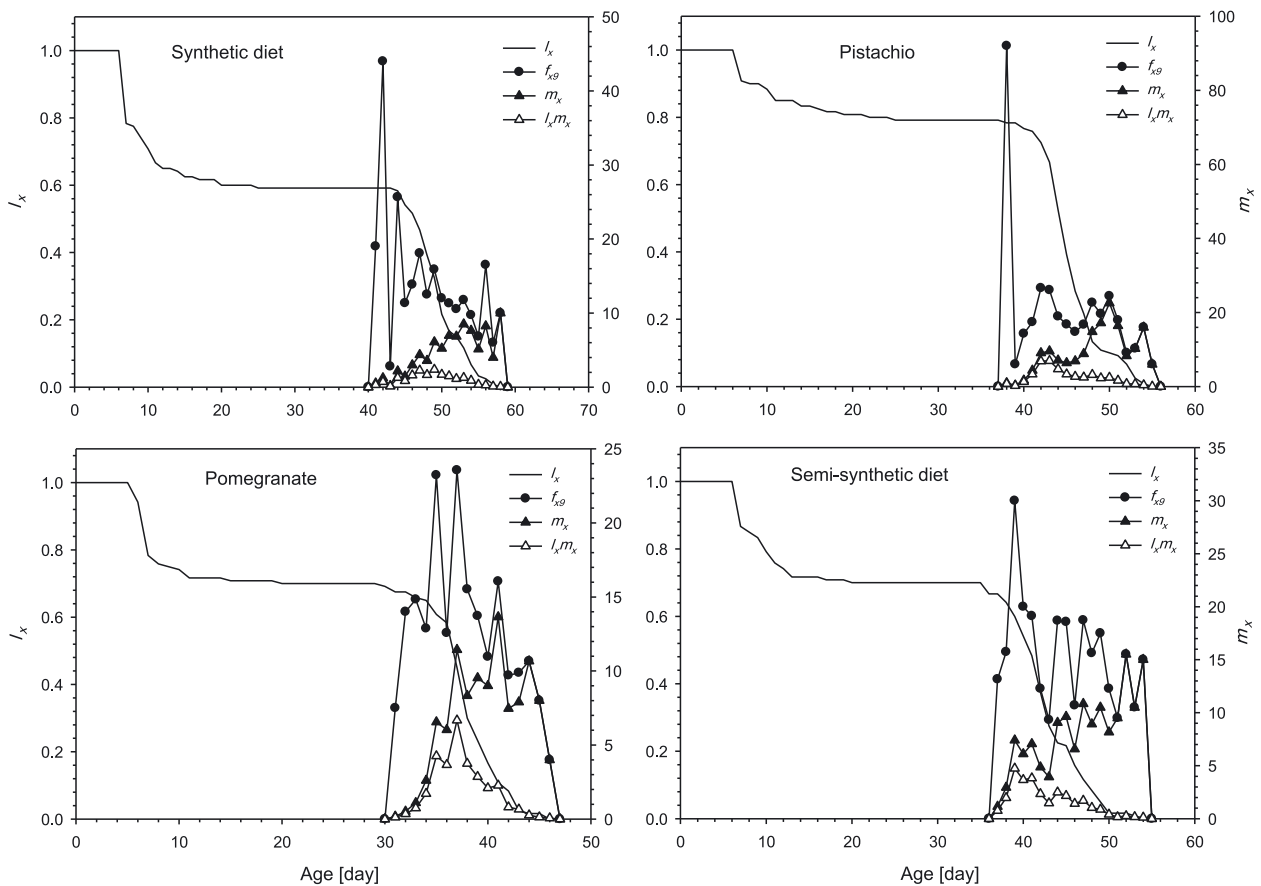 Synthetic diet
l_x
f_x9
m_x
l_xm_x
1.0
0.8
0.6
0.4
0.2
0.0
l_x
50
40
30
20
10
0
0 10 20 30 40 50 60 70
Pistachio
l_x
f_x9
m_x
l_xm_x
1.0
0.8
0.6
0.4
0.2
0.0
100
80
60
40
20
0
m_x
0 10 20 30 40 50 60
Pomegranate
l_x
f_x9
m_x
l_xm_x
1.0
0.8
0.6
0.4
0.2
0.0
l_x
25
20
15
10
5
0
0 10 20 30 40 50
Age [day]
Semi-synthetic diet
l_x
f_x9
m_x
l_xm_x
1.0
0.8
0.6
0.4
0.2
0.0
35
30
25
20
15
10
5
0
m_x
0 10 20 30 40 50 60
Age [day]